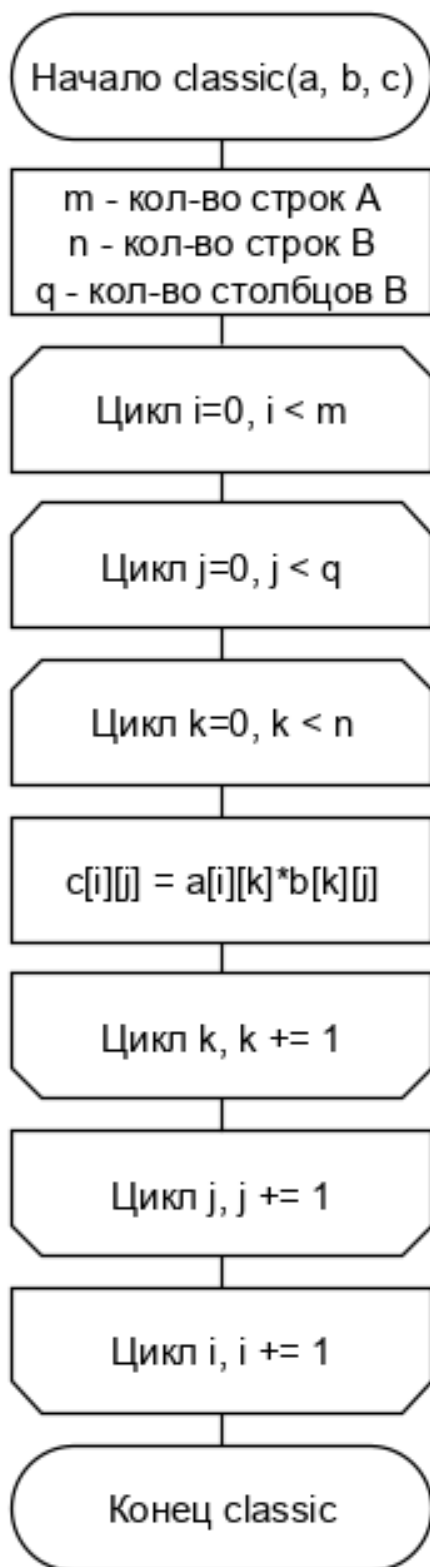 Начало classic(a, b, c)
m - кол-во строк A
n - кол-во строк B
q - кол-во столбцов B
Цикл i=0, i < m
Цикл j=0, j < q
Цикл k=0, k < n
c[i][j] = a[i][k]*b[k][j]
Цикл k, k += 1
Цикл j, j += 1
Цикл i, i += 1
Конец classic